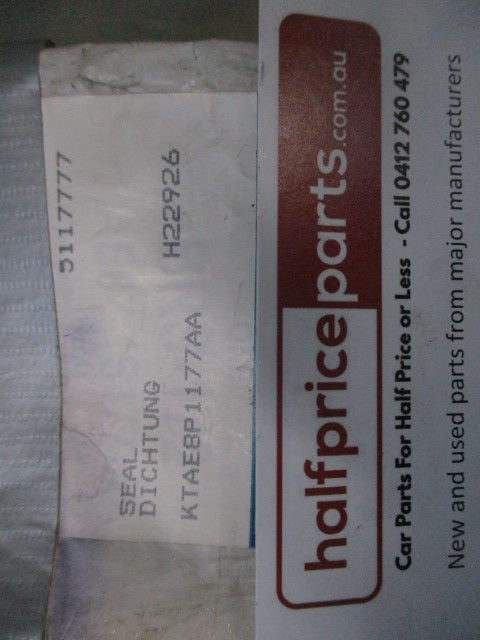 5117777
SEAL
DICHTUNG
H22926
KTAE8P1177AA
halfpriceparts.com.au
Car Parts For Half Price or Less - Call 0412 760 479
New and used parts from major manufacturers